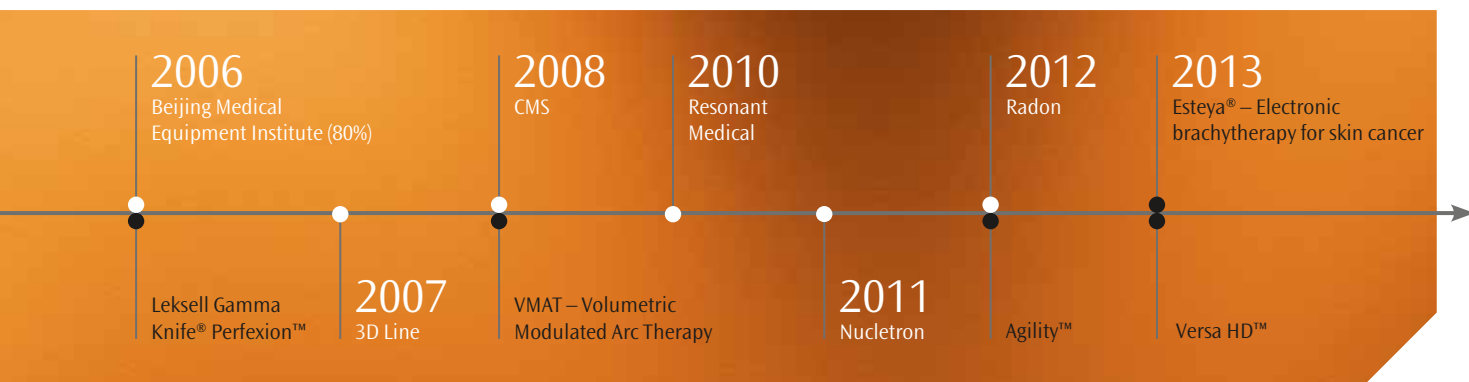 2006
Beijing Medical
Equipment Institute (80%)
Leksell Gamma
Knife® Perfexion™
2007
3D Line
2008
CMS
VMAT – Volumetric
Modulated Arc Therapy
2010
Resonant
Medical
2011
Nucletron
2012
Radon
Agility™
2013
Esteya® – Electronic
brachytherapy for skin cancer
Versa HD™